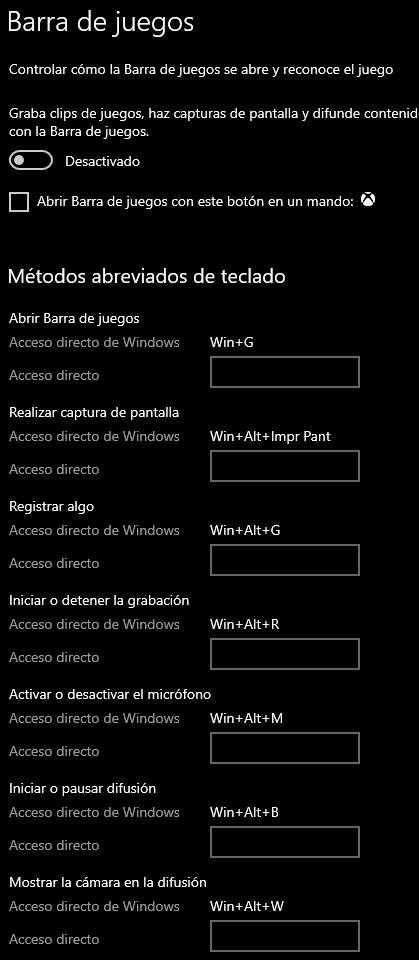 Barra de juegos
Controlar cómo la Barra de juegos se abre y reconoce el juego
Graba clips de juegos, haz capturas de pantalla y difunde contenid
con la Barra de juegos.
Desactivado
Abrir Barra de juegos con este botón en un mando:
Métodos abreviados de teclado
Abrir Barra de juegos
Acceso directo de Windows Win+G
Acceso directo
Realizar captura de pantalla
Acceso directo de Windows Win+Alt+Impr Pant
Acceso directo
Registrar algo
Acceso directo de Windows Win+Alt+G
Acceso directo
Iniciar o detener la grabación
Acceso directo de Windows Win+Alt+R
Acceso directo
Activar o desactivar el micrófono
Acceso directo de Windows Win+Alt+M
Acceso directo
Iniciar o pausar difusión
Acceso directo de Windows Win+Alt+B
Acceso directo
Mostrar la cámara en la difusión
Acceso directo de Windows Win+Alt+W
Acceso directo